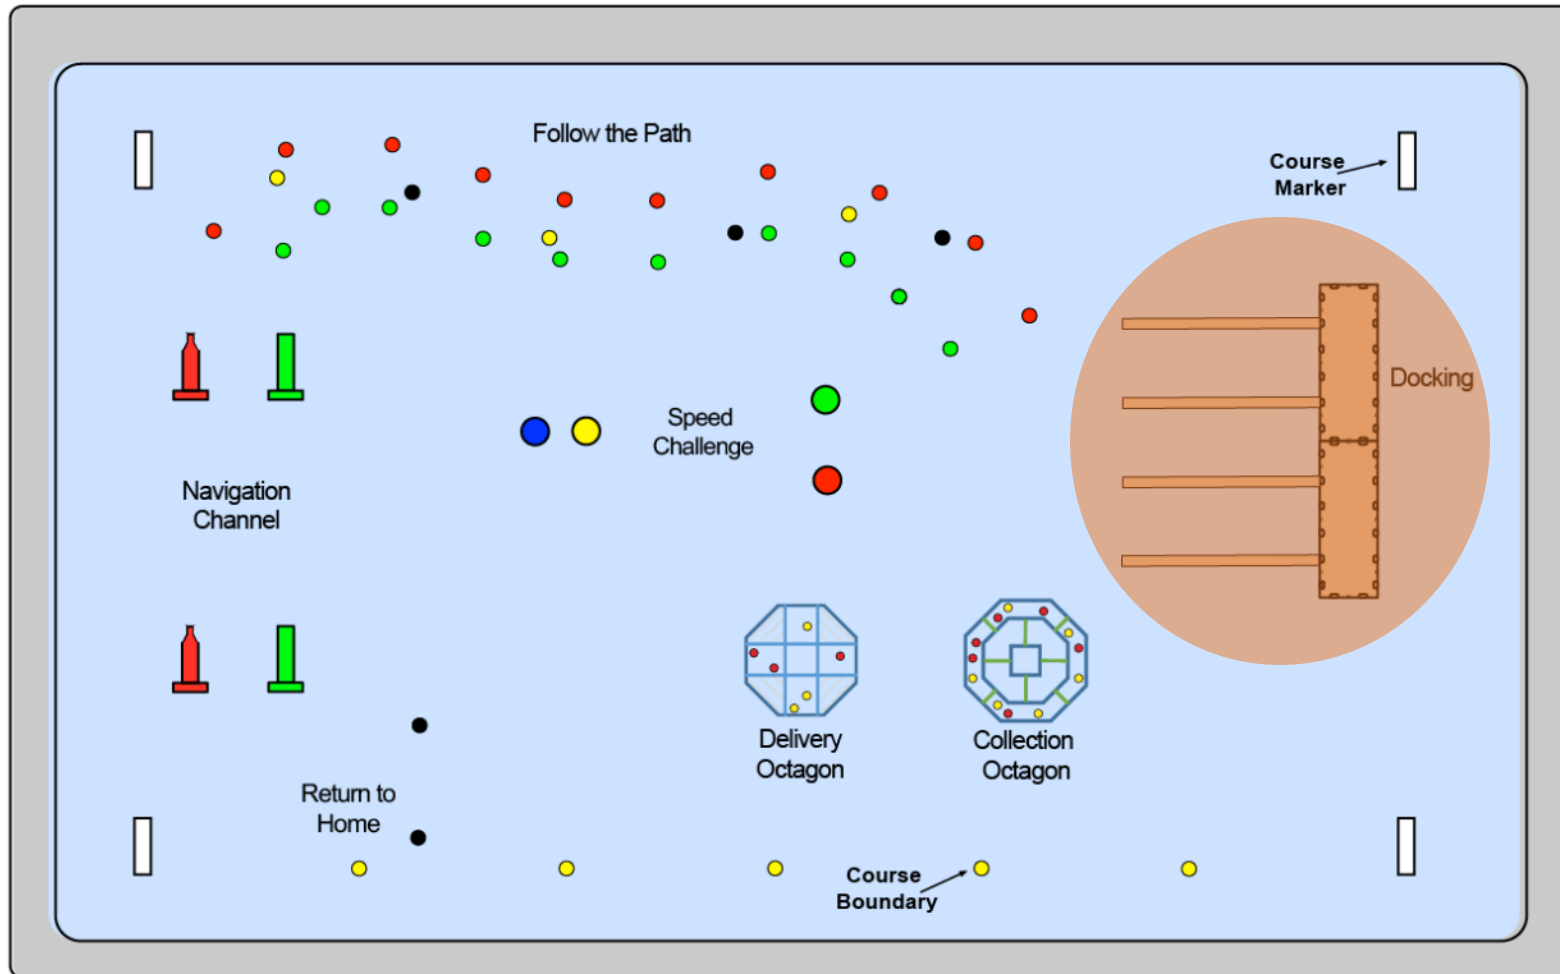 Follow the Path
Course
Marker
Docking
Speed
Challenge
Navigation
Channel
Delivery
Octagon
Collection
Octagon
Return to
Home
Course
Boundary